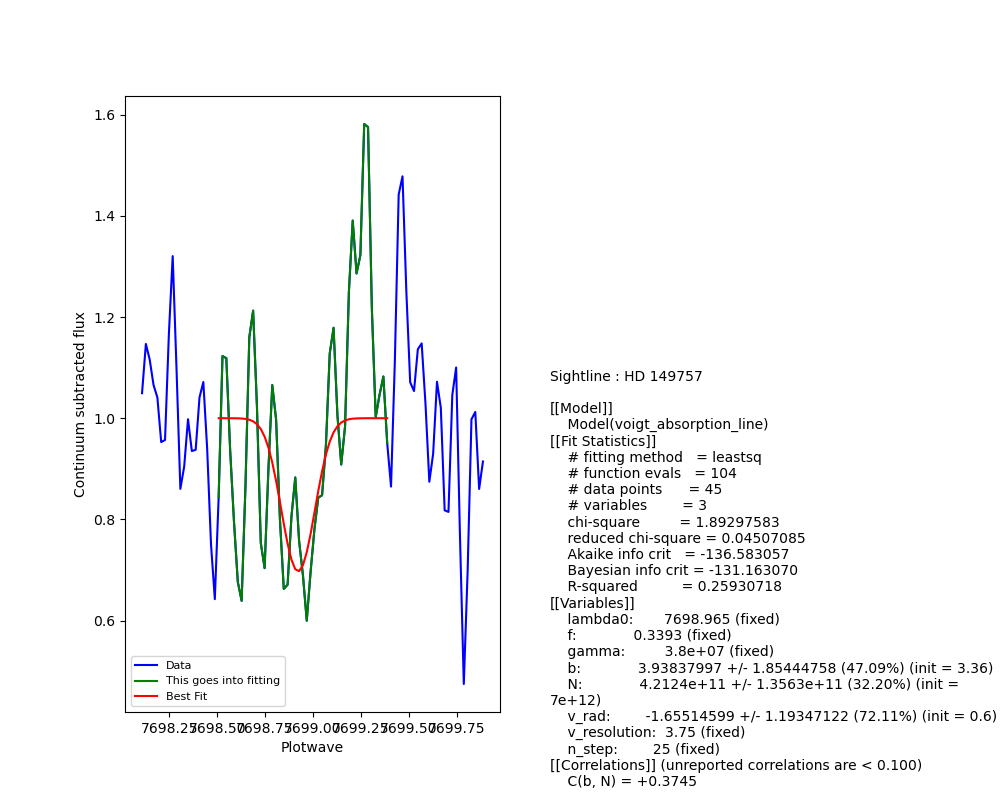 1.6
1.4
1.2
1.0
0.8
0.6
Continuum subtracted flux
Data
This goes into fitting
Best Fit
7698.25 7698.50 7698.75 7699.00 7699.25 7699.50 7699.75
Plotwave
Sightline : HD 149757
[[Model]]
Model(voigt_absorption_line)
[[Fit Statistics]]
# fitting method = leastsq
# function evals = 104
# data points = 45
# variables = 3
chi-square = 1.89297583
reduced chi-square = 0.04507085
Akaike info crit = -136.583057
Bayesian info crit = -131.163070
R-squared = 0.25930718
[[Variables]]
lambda0: 7698.965 (fixed)
f: 0.3393 (fixed)
gamma: 3.8e+07 (fixed)
b: 3.93837997 +/- 1.85444758 (47.09%) (init = 3.36)
N: 4.2124e+11 +/- 1.3563e+11 (32.20%) (init =
7e+12)
v_rad: -1.65514599 +/- 1.19347122 (72.11%) (init = 0.6)
v_resolution: 3.75 (fixed)
n_step: 25 (fixed)
[[Correlations]] (unreported correlations are < 0.100)
C(b, N) = +0.3745